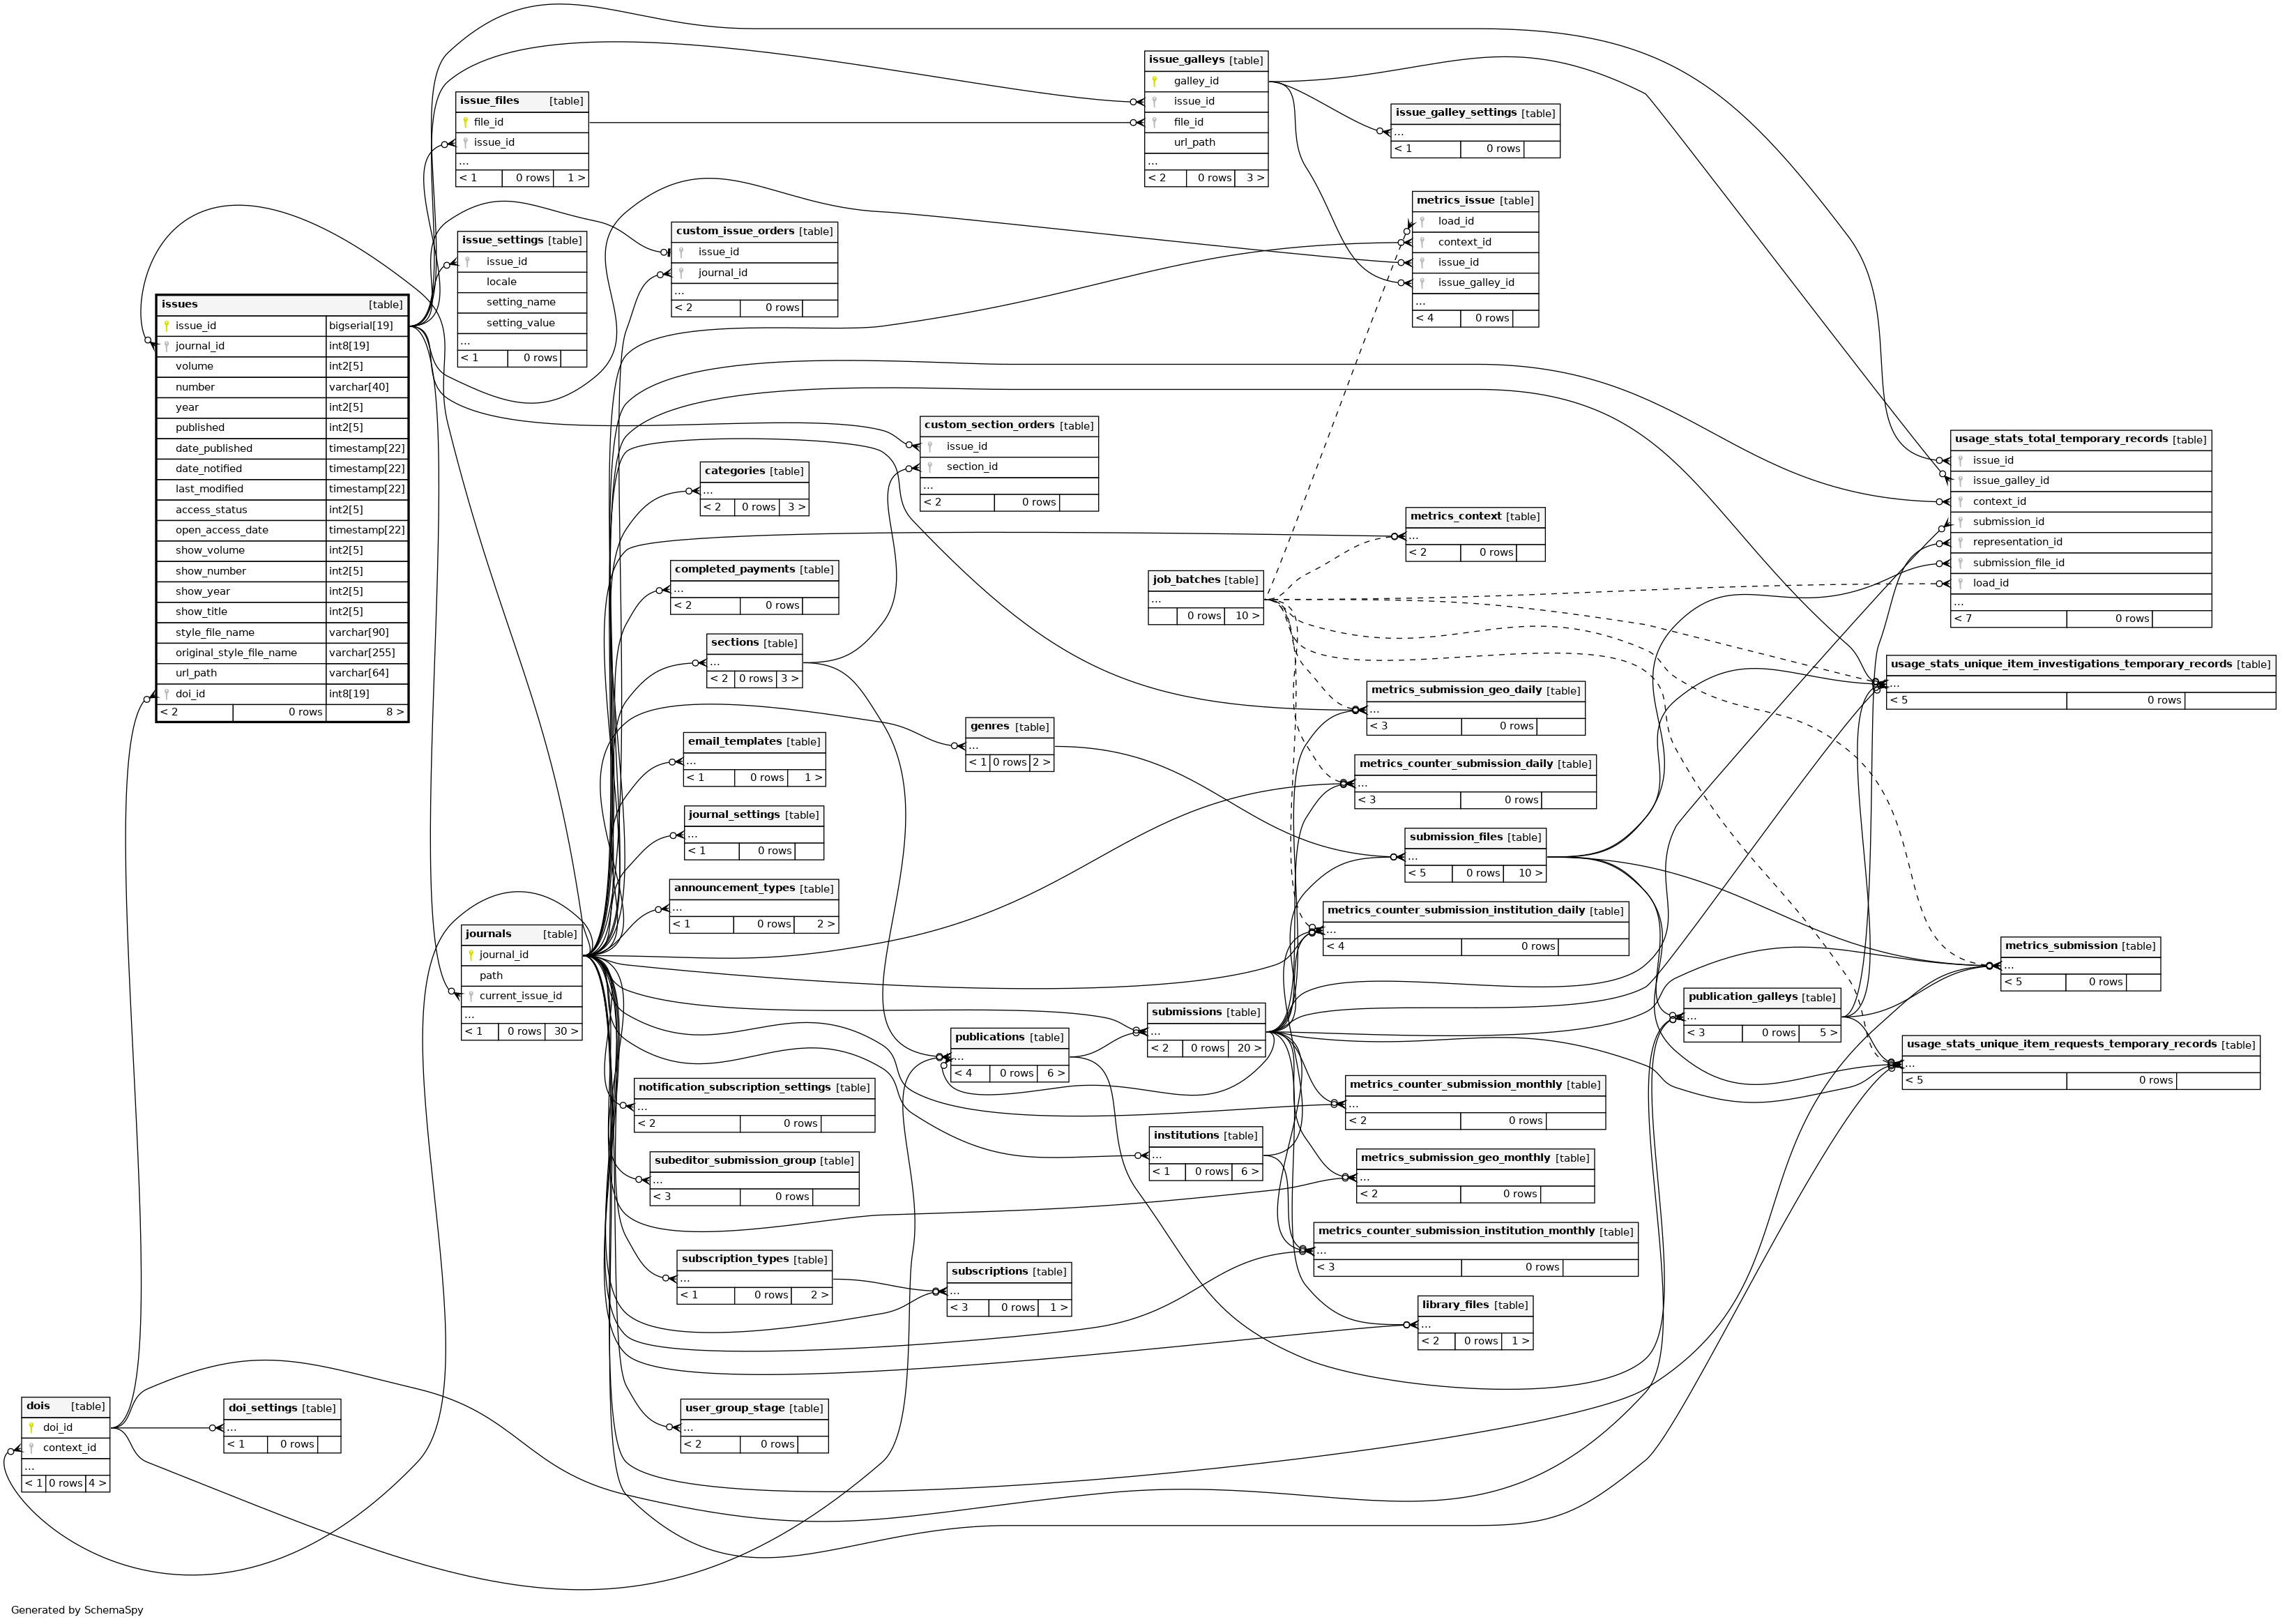 issue_galleys [table]
galley_id
issue_id
file_id
url_path
...
< 2 0 rows 3 >
issue_files [table]
file_id
issue_id
...
< 1 0 rows 1 >
issue_galley_settings [table]
...
< 1 0 rows
metrics_issue [table]
load_id
context_id
issue_id
issue_galley_id
...
< 4 0 rows
custom_issue_orders [table]
issue_id
journal_id
...
< 2 0 rows
issue_settings [table]
issue_id
locale
setting_name
setting_value
...
< 1 0 rows
issues [table]
issue_id bigserial[19]
journal_id int8[19]
volume int2[5]
number varchar[40]
year int2[5]
published int2[5]
date_published timestamp[22]
date_notified timestamp[22]
last_modified timestamp[22]
access_status int2[5]
open_access_date timestamp[22]
show_volume int2[5]
show_number int2[5]
show_year int2[5]
show_title int2[5]
style_file_name varchar[90]
original_style_file_name varchar[255]
url_path varchar[64]
doi_id int8[19]
< 2 0 rows 8 >
custom_section_orders [table]
issue_id
section_id
...
< 2 0 rows
usage_stats_total_temporary_records [table]
issue_id
issue_galley_id
context_id
submission_id
representation_id
submission_file_id
load_id
...
< 7 0 rows
categories [table]
...
< 2 0 rows 3 >
metrics_context [table]
...
< 2 0 rows
completed_payments [table]
...
< 2 0 rows
job_batches [table]
...
0 rows 10 >
sections [table]
...
< 2 0 rows 3 >
usage_stats_unique_item_investigations_temporary_records [table]
...
< 5 0 rows
metrics_submission_geo_daily [table]
...
< 3 0 rows
genres [table]
...
< 1 0 rows 2 >
email_templates [table]
...
< 1 0 rows 1 >
metrics_counter_submission_daily [table]
...
< 3 0 rows
journal_settings [table]
...
< 1 0 rows
submission_files [table]
...
< 5 0 rows 10 >
announcement_types [table]
...
< 1 0 rows 2 >
metrics_counter_submission_institution_daily [table]
...
< 4 0 rows
journals [table]
journal_id
path
current_issue_id
...
< 1 0 rows 30 >
metrics_submission [table]
...
< 5 0 rows
publication_galleys [table]
...
< 3 0 rows 5 >
submissions [table]
...
< 2 0 rows 20 >
publications [table]
...
< 4 0 rows 6 >
usage_stats_unique_item_requests_temporary_records [table]
...
< 5 0 rows
notification_subscription_settings [table]
...
< 2 0 rows
metrics_counter_submission_monthly [table]
...
< 2 0 rows
institutions [table]
...
< 1 0 rows 6 >
subeditor_submission_group [table]
...
< 3 0 rows
metrics_submission_geo_monthly [table]
...
< 2 0 rows
metrics_counter_submission_institution_monthly [table]
...
< 3 0 rows
subscription_types [table]
...
< 1 0 rows 2 >
subscriptions [table]
...
< 3 0 rows 1 >
library_files [table]
...
< 2 0 rows 1 >
dois [table]
doi_id
context_id
...
< 1 0 rows 4 >
doi_settings [table]
...
< 1 0 rows
user_group_stage [table]
...
< 2 0 rows
Generated by SchemaSpy